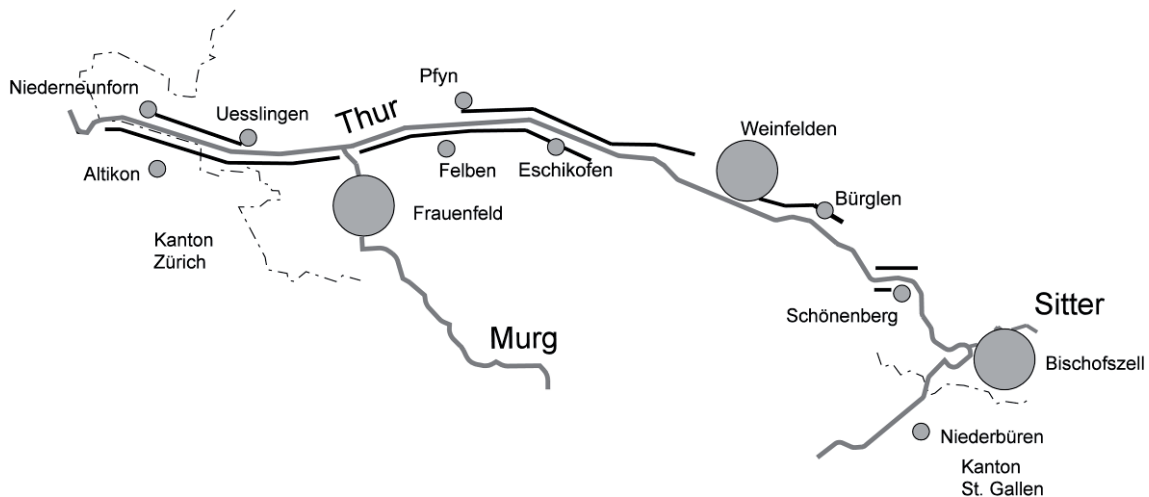 Pfyn
Niederneunforn
Uesslingen
Thur
Weinfelden
Altikon
Felben
Eschikofen
Bürglen
Frauenfeld
Kanton
Zürich
Schönenberg
Sitter
Murg
Bischofszell
Niederbüren
Kanton
St. Gallen